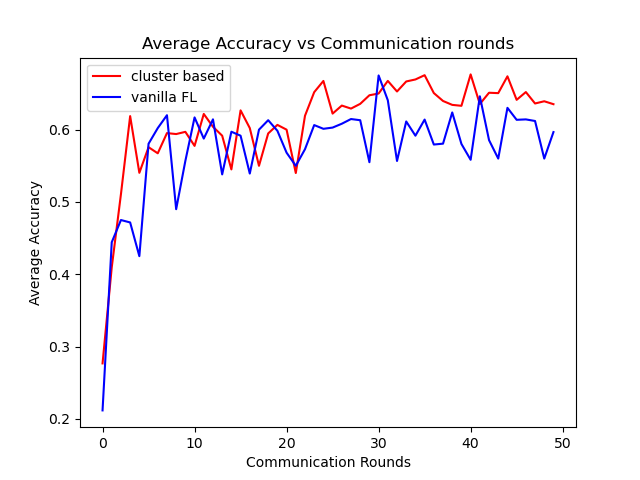 Average Accuracy vs Communication rounds
cluster based
vanilla FL
0.6
0.5
0.4
0.3
0.2
Average Accuracy
0 10 20 30 40 50
Communication Rounds